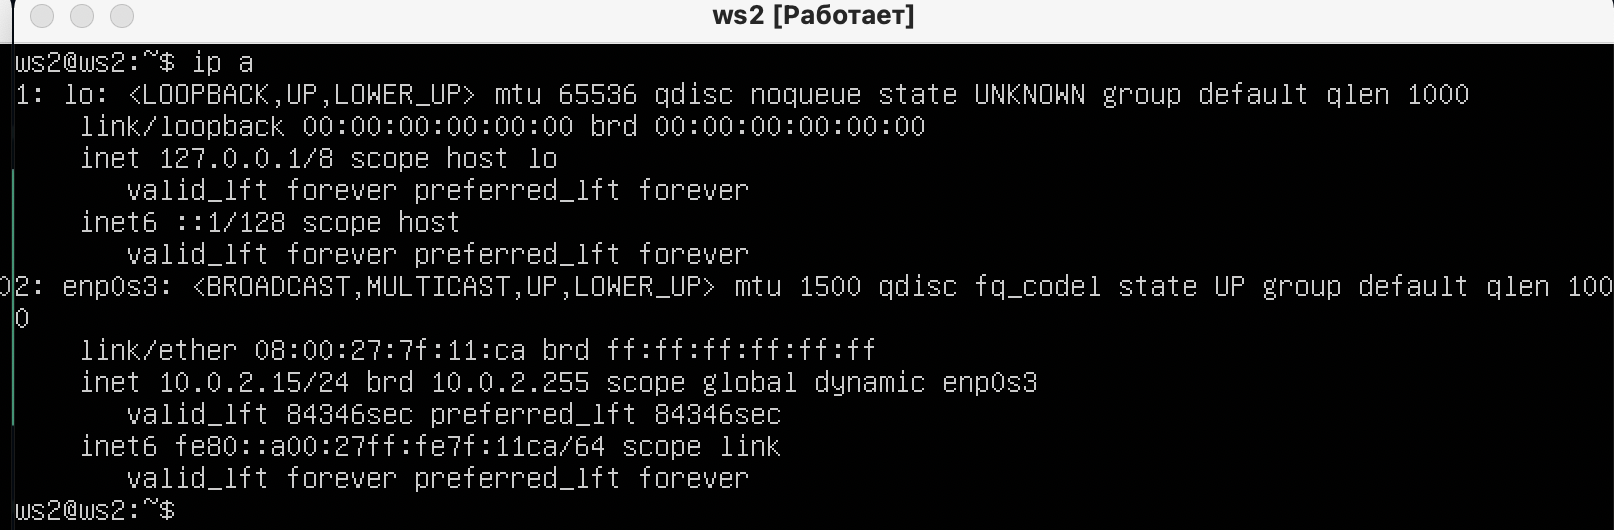 ws2 [Работает]
ws2@ws2:~$ ip a
1: lo: <LOOPBACK,UP,LOWER_UP> mtu 65536 qdisc noqueue state UNKNOWN group default qlen 1000
    link/loopback 00:00:00:00:00:00 brd 00:00:00:00:00:00
    inet 127.0.0.1/8 scope host lo
       valid_lft forever preferred_lft forever
    inet6 ::1/128 scope host
       valid_lft forever preferred_lft forever
2: enp0s3: <BROADCAST,MULTICAST,UP,LOWER_UP> mtu 1500 qdisc fq_codel state UP group default qlen 100
0
    link/ether 08:00:27:7f:11:ca brd ff:ff:ff:ff:ff:ff
    inet 10.0.2.15/24 brd 10.0.2.255 scope global dynamic enp0s3
       valid_lft 84346sec preferred_lft 84346sec
    inet6 fe80::a00:27ff:fe7f:11ca/64 scope link
       valid_lft forever preferred_lft forever
ws2@ws2:~$